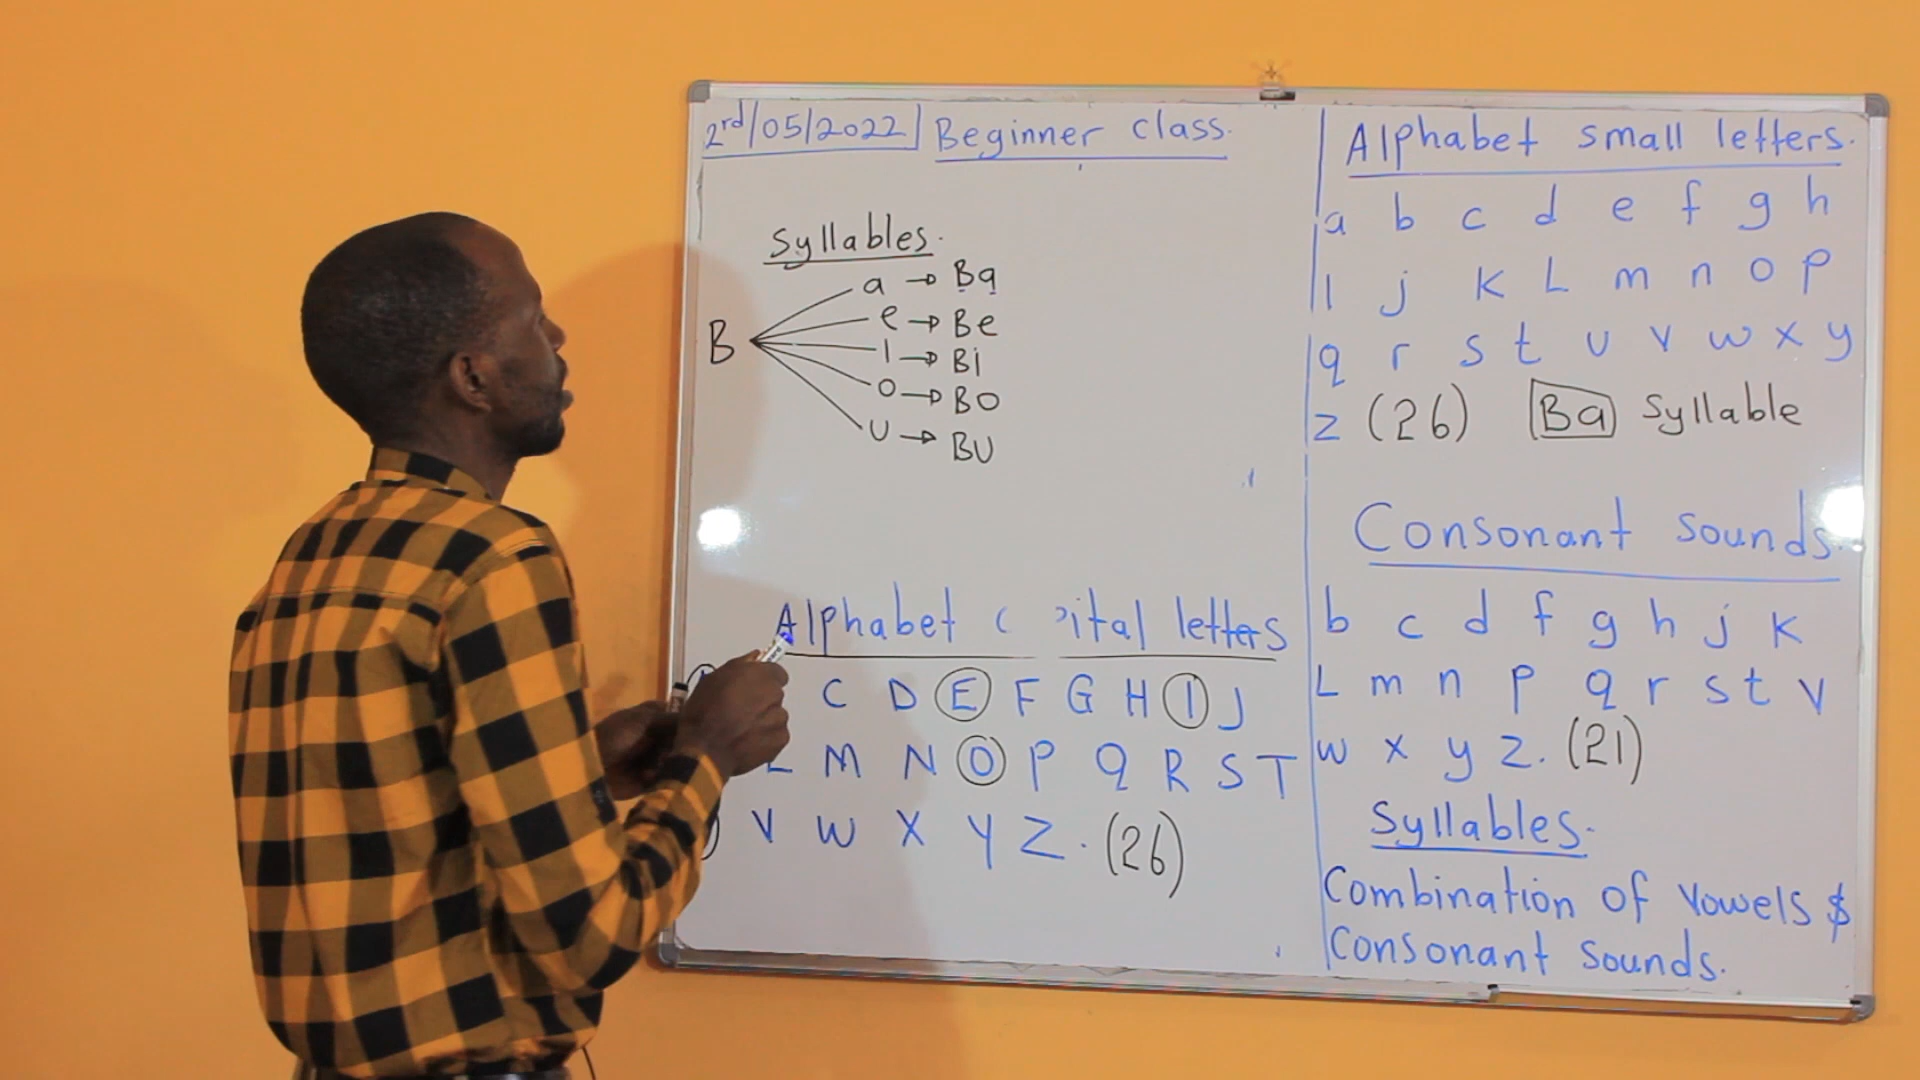 2rd/05/2022 Beginner class.
Syllables.
B
a → Ba
e → Be
I → Bi
o → Bo
U → BU
Alphabet c pital letters
C D E F G H I J
L M N O P Q R S T
V W X Y Z. (26)
Alphabet small letters.
a b c d e f g h
I j k L m n o p
q r s t u v w x y
z (26) Ba syllable
Consonant sounds.
b c d f g h j k
L m n p q r s t v
w x y z. (21)
Syllables.
Combination of vowels $
Consonant sounds.